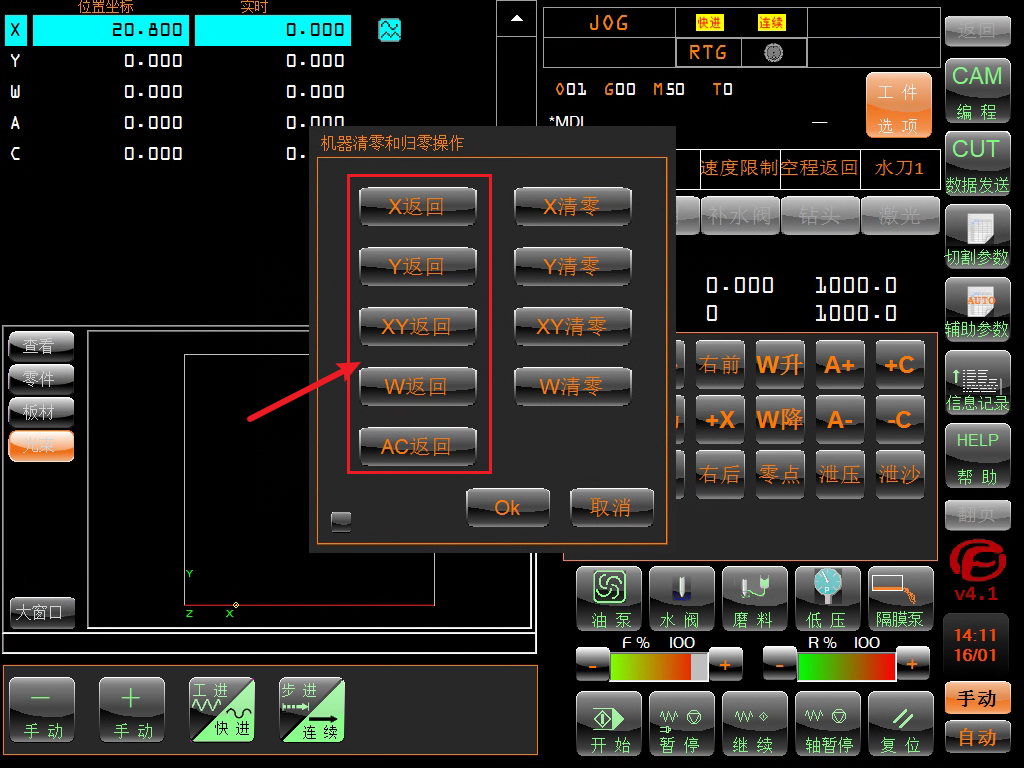 位置坐标 实时
X 20.800 0.000
Y 0.000 0.000
W 0.000 0.000
A 0.000 0.000
C 0.000 0.
JOG 快进 连续
RTG
O01 G00 M50 T0
*MDI
工件
选项
速度限制 空程返回 水刀1
补水阀 钻头 激光
0.000 1000.0
0 1000.0
机器清零和归零操作
X返回 X清零
Y返回 Y清零
XY返回 XY清零
W返回 W清零
AC返回
Ok 取消
右前 W升 A+ +C
+X W降 A- -C
右后 零点 泄压 泄沙
查看
零件
板材
光束
大窗口
Y
Z X
油泵 水阀 磨料 低压 隔膜泵
F % 100 R % 100
- + - +
开始 暂停 继续 轴暂停 复位
手动 手动
工进
快进
步进
连续
返回
CAM
编程
CUT
数据发送
切割参数
AUTO
辅助参数
信息记录
HELP
帮助
翻页
v4.1
14:11
16/01
手动
自动